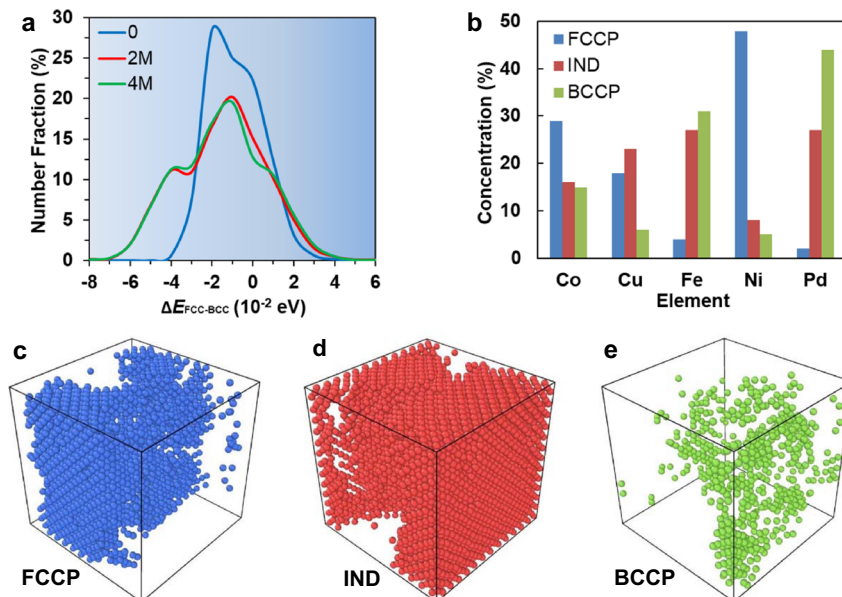 a
30
25
20
15
10
5
0
Number Fraction (%)
0
2M
4M
-8 -6 -4 -2 0 2 4 6
ΔE FCC-BCC (10⁻² eV)
b
50
40
30
20
10
0
Concentration (%)
FCCP
IND
BCCP
Co Cu Fe Ni Pd
Element
c
FCCP
d
IND
e
BCCP